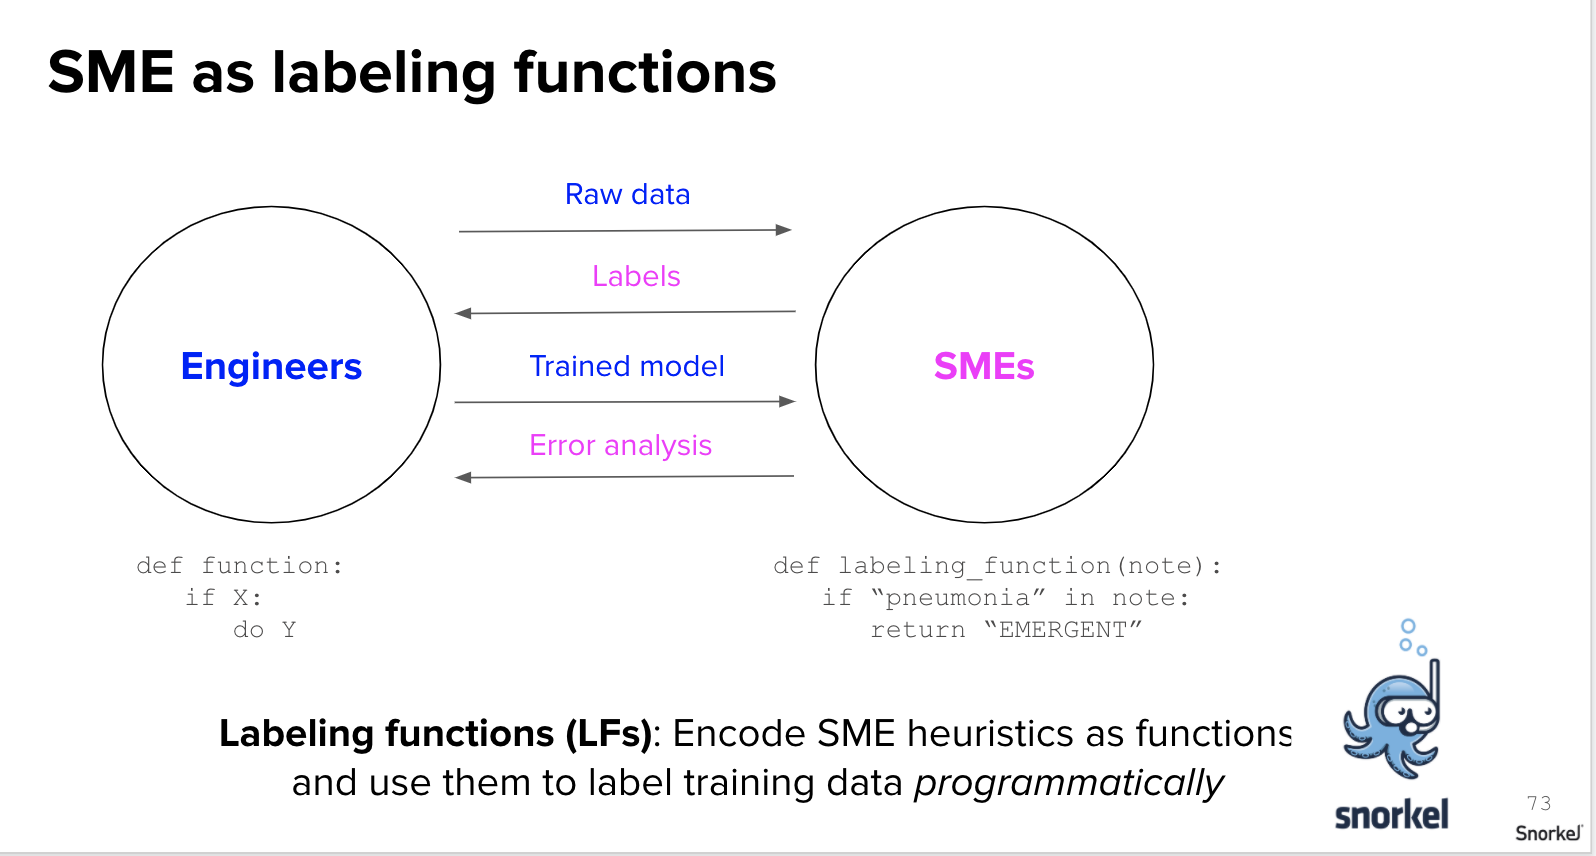 SME as labeling functions
Raw data
Labels
Engineers
Trained model
SMEs
Error analysis
def function:
if X:
do Y
def labeling_function(note):
if “pneumonia” in note:
return “EMERGENT”
Labeling functions (LFs): Encode SME heuristics as functions
and use them to label training data programmatically
snorkel
73
Snorkel